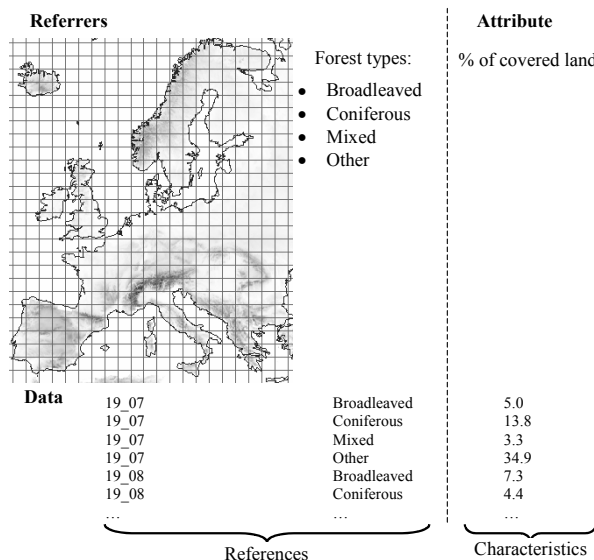 Referrers Attribute
Forest types: % of covered land
• Broadleaved
• Coniferous
• Mixed
• Other
Data
19_07 Broadleaved 5.0
19_07 Coniferous 13.8
19_07 Mixed 3.3
19_07 Other 34.9
19_08 Broadleaved 7.3
19_08 Coniferous 4.4
… … …
References Characteristics